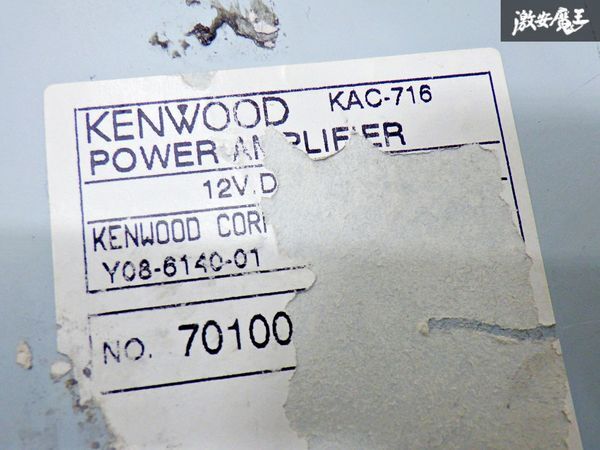 激安魔王
KENWOOD KAC-716
POWER AMPLIFIER
12V D
KENWOOD COR
Y08-6140-01
NO. 70100